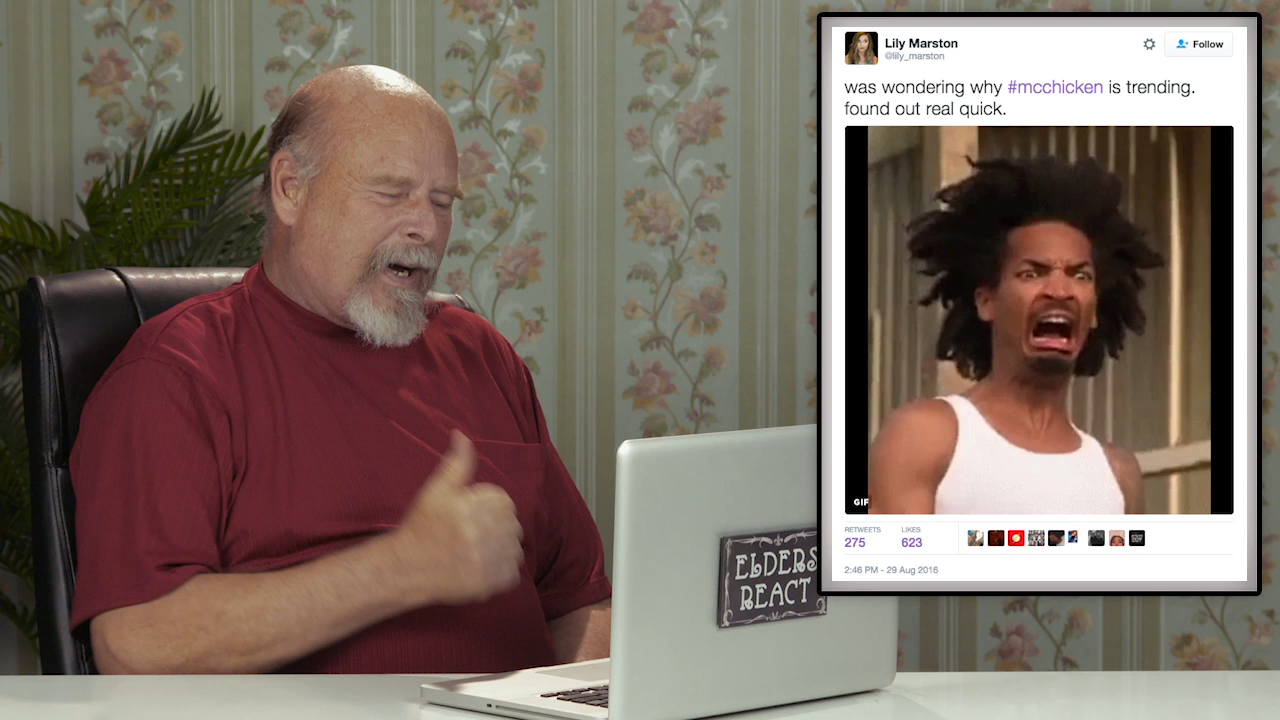 Lily Marston
@lily_marston
Follow
was wondering why #mcchicken is trending.
found out real quick.
GIF
RETWEETS
275
LIKES
623
2:46 PM - 29 Aug 2016
ELDERS
REACT